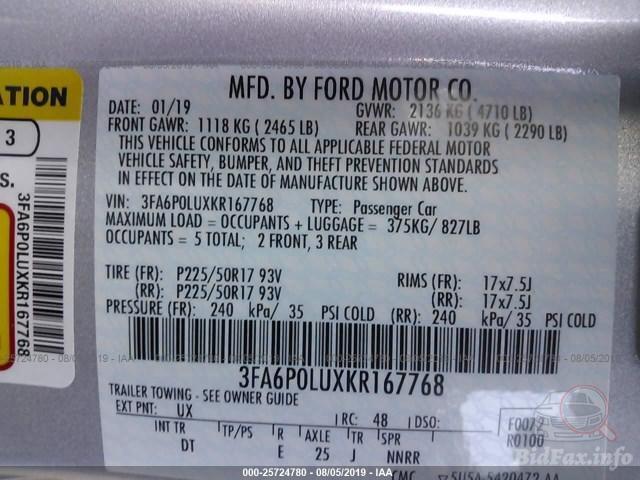 MFD. BY FORD MOTOR CO.
DATE: 01/19
GVWR: 2136 KG ( 4710 LB)
FRONT GAWR: 1118 KG ( 2465 LB)
REAR GAWR: 1039 KG ( 2290 LB)
THIS VEHICLE CONFORMS TO ALL APPLICABLE FEDERAL MOTOR
VEHICLE SAFETY, BUMPER, AND THEFT PREVENTION STANDARDS
IN EFFECT ON THE DATE OF MANUFACTURE SHOWN ABOVE.
VIN: 3FA6P0LUXKR167768 TYPE: Passenger Car
MAXIMUM LOAD = OCCUPANTS + LUGGAGE = 375KG/ 827LB
OCCUPANTS = 5 TOTAL; 2 FRONT, 3 REAR
TIRE (FR): P225/50R17 93V RIMS (FR): 17x7.5J
(RR): P225/50R17 93V (RR): 17x7.5J
PRESSURE (FR): 240 kPa/ 35 PSI COLD (RR): 240 kPa/ 35 PSI COLD
3FA6P0LUXKR167768
TRAILER TOWING - SEE OWNER GUIDE
EXT PNT: UX RC: 48 DSO: F0079
INT TR TP/PS R AXLE TR SPR R0100
DT E 25 J NNRR
ATION
3
S.
3FA6P0LUXKR167768
000-25724780 - 08/05/2019 - IAA
BidFax.info